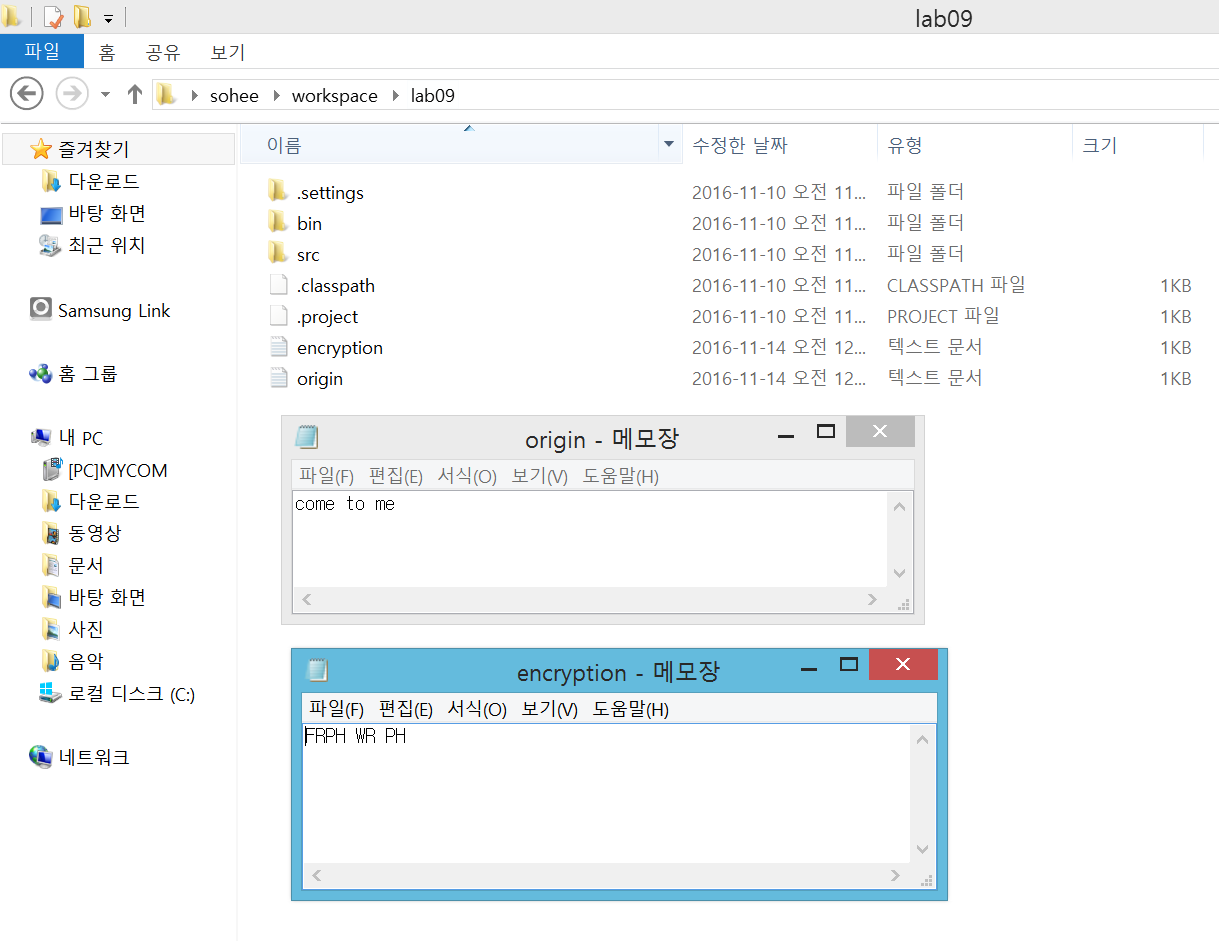 lab09
파일 홈 공유 보기
sohee workspace lab09
이름 수정한 날짜 유형 크기
즐겨찾기
다운로드
바탕 화면
최근 위치
Samsung Link
홈 그룹
내 PC
[PC]MYCOM
다운로드
동영상
문서
바탕 화면
사진
음악
로컬 디스크 (C:)
네트워크
.settings 2016-11-10 오전 11... 파일 폴더
bin 2016-11-10 오전 11... 파일 폴더
src 2016-11-10 오전 11... 파일 폴더
.classpath 2016-11-10 오전 11... CLASSPATH 파일 1KB
.project 2016-11-10 오전 11... PROJECT 파일 1KB
encryption 2016-11-14 오전 12... 텍스트 문서 1KB
origin 2016-11-14 오전 12... 텍스트 문서 1KB
origin - 메모장
파일(F) 편집(E) 서식(O) 보기(V) 도움말(H)
come to me
encryption - 메모장
파일(F) 편집(E) 서식(O) 보기(V) 도움말(H)
FRPH WR PH